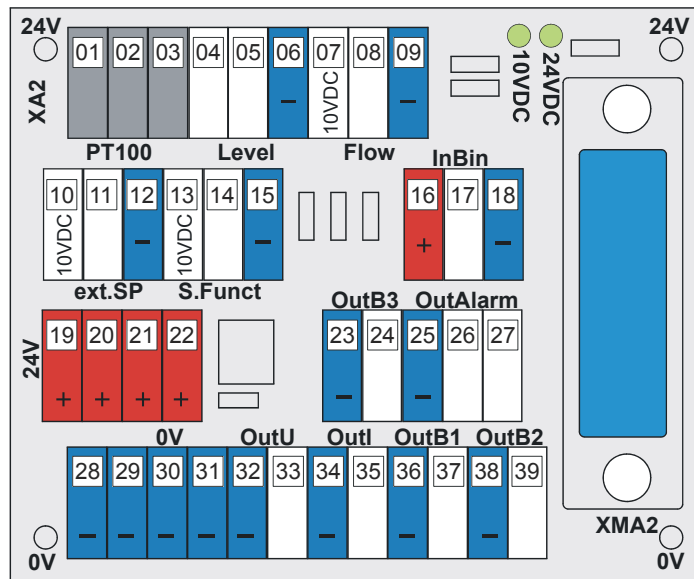 24V 24V
XA2 01 02 03 04 05 06 07 08 09 10VDC 24VDC
– 10VDC –
PT100 Level Flow InBin
10 11 12 13 14 15 16 17 18
10VDC – 10VDC – + –
ext.SP S.Funct OutB3 OutAlarm
24V 19 20 21 22 23 24 25 26 27
+ + + + – –
0V OutU OutI OutB1 OutB2
28 29 30 31 32 33 34 35 36 37 38 39
– – – – – – – –
XMA2
0V 0V